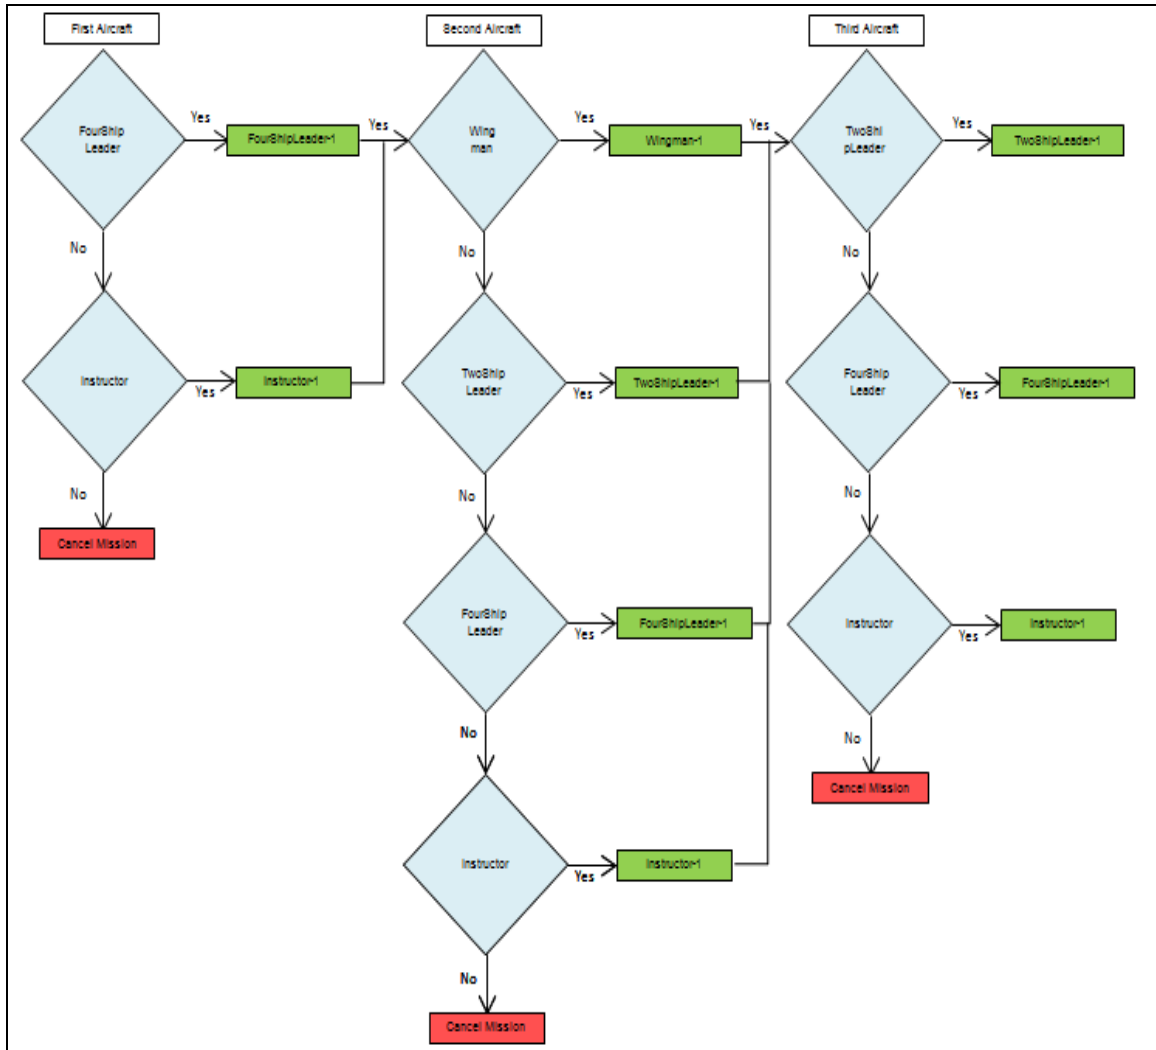 First Aircraft
Second Aircraft
Third Aircraft
FourShip
Leader
Yes
FourShipLeader-1
Yes
Wing
man
Yes
Wingman-1
Yes
TwoShi
pLeader
Yes
TwoShipLeader-1
No
No
No
Instructor
Yes
Instructor-1
TwoShip
Leader
Yes
TwoShipLeader-1
FourShip
Leader
Yes
FourShipLeader-1
No
No
No
Cancel Mission
FourShip
Leader
Yes
FourShipLeader-1
Instructor
Yes
Instructor-1
No
No
Cancel Mission
Instructor
Yes
Instructor-1
No
Cancel Mission